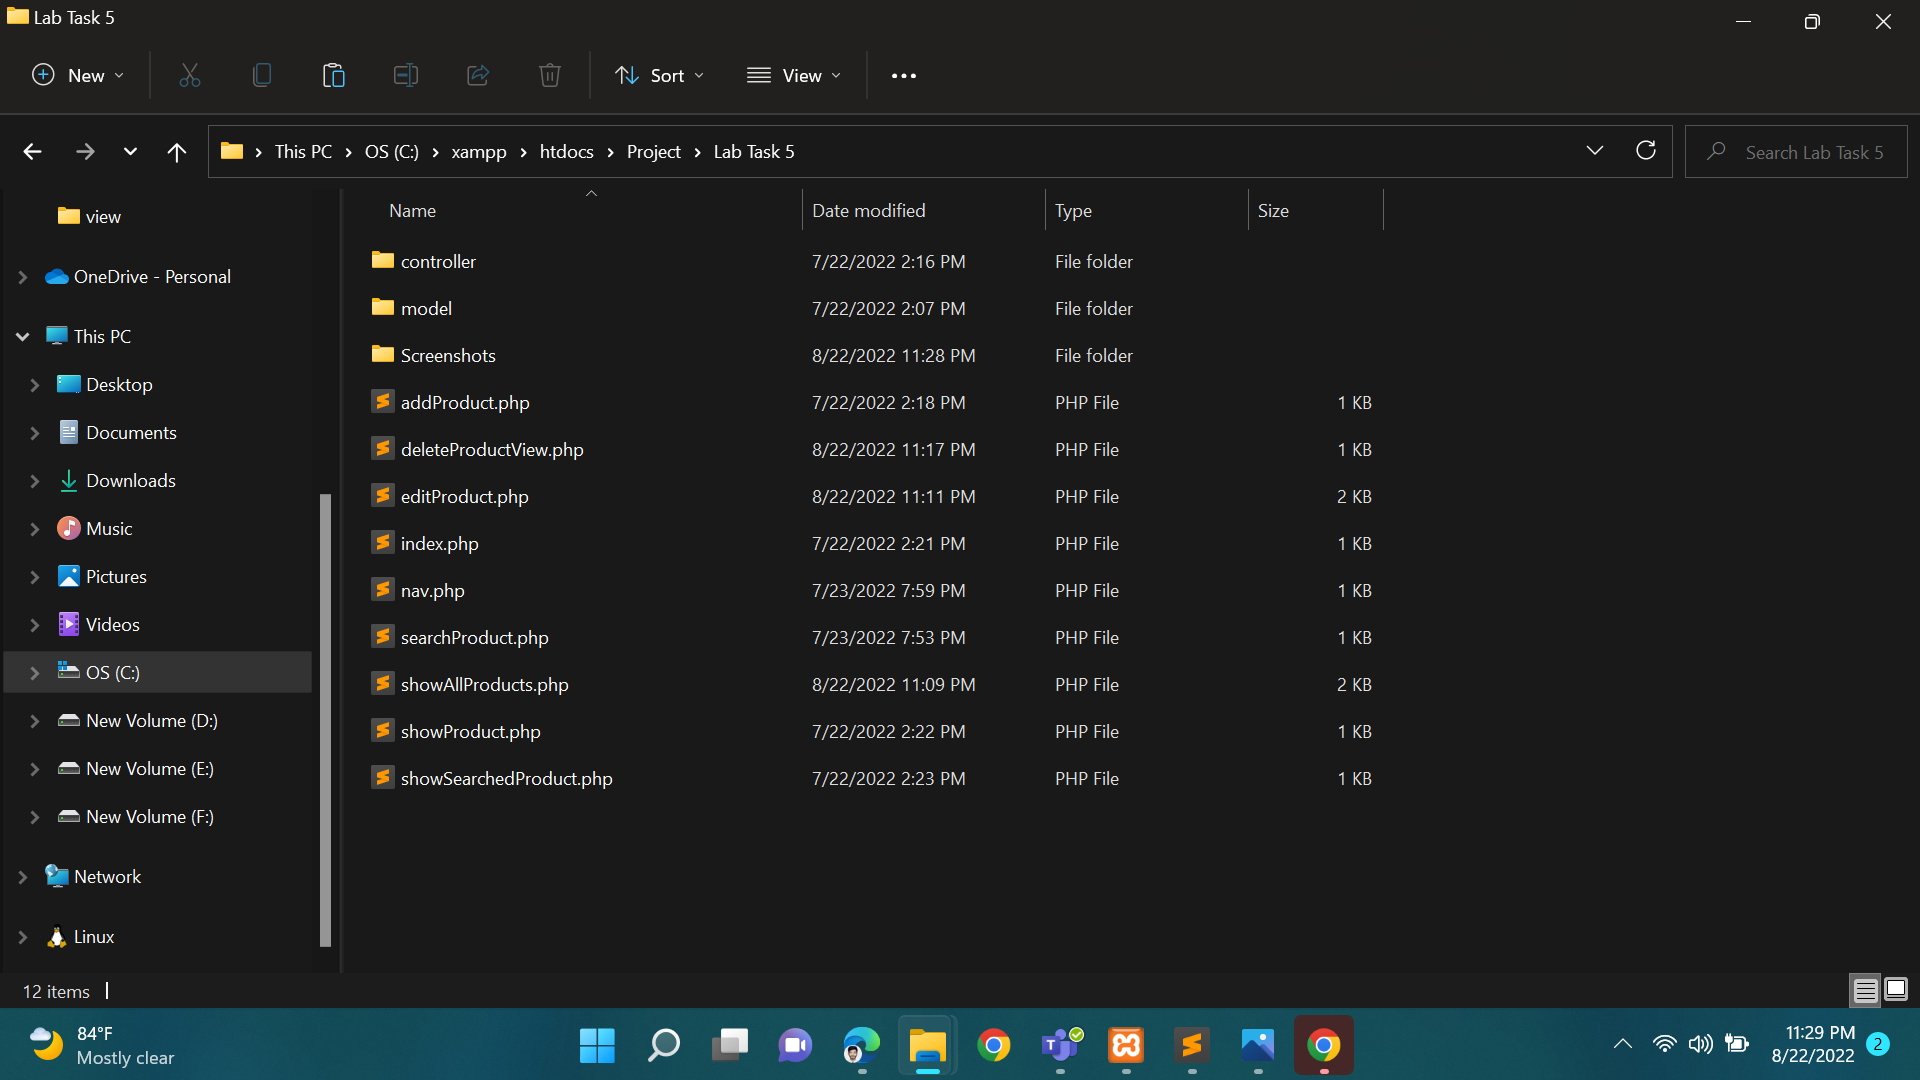 Lab Task 5
New
Sort
View
This PC > OS (C:) > xampp > htdocs > Project > Lab Task 5
Search Lab Task 5
view
OneDrive - Personal
This PC
Desktop
Documents
Downloads
Music
Pictures
Videos
OS (C:)
New Volume (D:)
New Volume (E:)
New Volume (F:)
Network
Linux
Name Date modified Type Size
controller 7/22/2022 2:16 PM File folder
model 7/22/2022 2:07 PM File folder
Screenshots 8/22/2022 11:28 PM File folder
addProduct.php 7/22/2022 2:18 PM PHP File 1 KB
deleteProductView.php 8/22/2022 11:17 PM PHP File 1 KB
editProduct.php 8/22/2022 11:11 PM PHP File 2 KB
index.php 7/22/2022 2:21 PM PHP File 1 KB
nav.php 7/23/2022 7:59 PM PHP File 1 KB
searchProduct.php 7/23/2022 7:53 PM PHP File 1 KB
showAllProducts.php 8/22/2022 11:09 PM PHP File 2 KB
showProduct.php 7/22/2022 2:22 PM PHP File 1 KB
showSearchedProduct.php 7/22/2022 2:23 PM PHP File 1 KB
12 items
84°F
Mostly clear
T
11:29 PM
8/22/2022
2